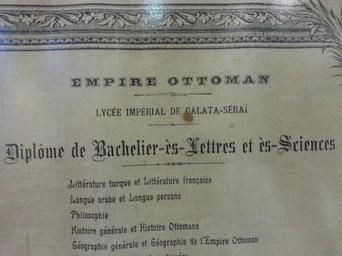 EMPIRE OTTOMAN
LYCÉE IMPÉRIAL DE GALATA-SÉRAÏ
Diplôme de Bachelier-ès-Lettres et ès-Sciences
Littérature turque et Littérature française
Langue arabe et Langue persane
Philosophie
Histoire générale et Histoire Ottomane
Géographie générale et Géographie de l'Empire Ottoman